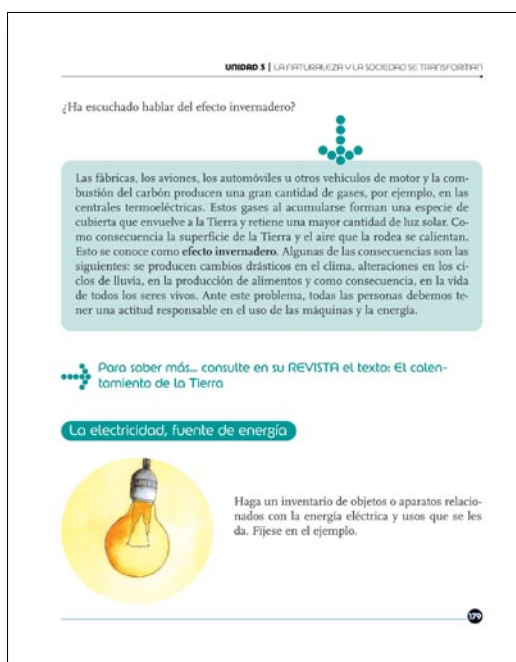 UNIDAD 3 | LA NATURALEZA Y LA SOCIEDAD SE TRANSFORMAN
¿Ha escuchado hablar del efecto invernadero?
Las fábricas, los aviones, los automóviles u otros vehículos de motor y la com-
bustión del carbón producen una gran cantidad de gases, por ejemplo, en las
centrales termoeléctricas. Estos gases al acumularse forman una especie de
cubierta que envuelve a la Tierra y retiene una mayor cantidad de luz solar. Co-
mo consecuencia la superficie de la Tierra y el aire que la rodea se calientan.
Esto se conoce como efecto invernadero. Algunas de las consecuencias son las
siguientes: se producen cambios drásticos en el clima, alteraciones en los ci-
clos de lluvia, en la producción de alimentos y como consecuencia, en la vida
de todos los seres vivos. Ante este problema, todas las personas debemos te-
ner una actitud responsable en el uso de las máquinas y la energía.
Para saber más... consulte en su REVISTA el texto: El calen-
tamiento de la Tierra
La electricidad, fuente de energía
Haga un inventario de objetos o aparatos relacio-
nados con la energía eléctrica y usos que se les
da. Fíjese en el ejemplo.
179